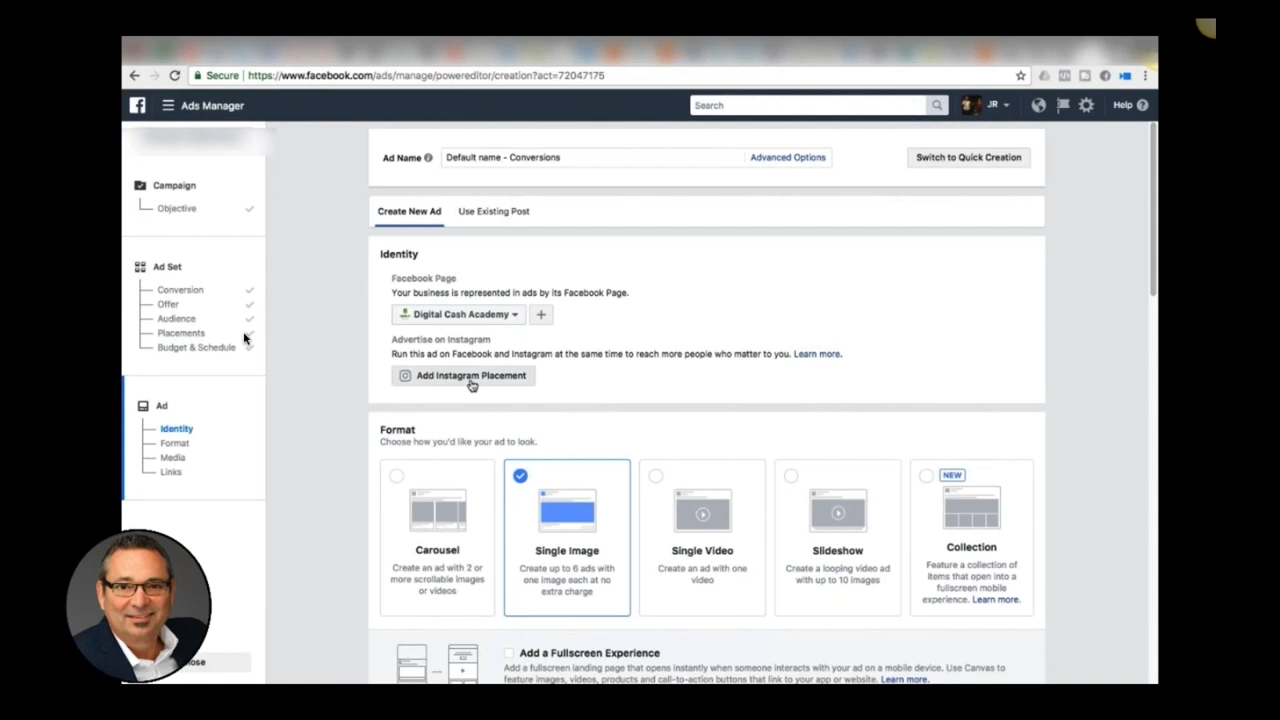 Secure | https://www.facebook.com/ads/manage/powereditor/creation?act=72047175
Ads Manager
Search
JR
Help
Ad Name
Default name - Conversions
Advanced Options
Switch to Quick Creation
Campaign
Objective
Create New Ad
Use Existing Post
Ad Set
Conversion
Offer
Audience
Placements
Budget & Schedule
Identity
Facebook Page
Your business is represented in ads by its Facebook Page.
Digital Cash Academy
+
Advertise on Instagram
Run this ad on Facebook and Instagram at the same time to reach more people who matter to you. Learn more.
Add Instagram Placement
Ad
Identity
Format
Media
Links
Format
Choose how you'd like your ad to look.
Carousel
Create an ad with 2 or
more scrollable images
or videos
Single Image
Create up to 6 ads with
one image each at no
extra charge
Single Video
Create an ad with one
video
Slideshow
Create a looping video ad
with up to 10 images
NEW
Collection
Feature a collection of
items that open into a
fullscreen mobile
experience. Learn more.
Add a Fullscreen Experience
Add a fullscreen landing page that opens instantly when someone interacts with your ad on a mobile device. Use Canvas to
feature images, videos, products and call-to-action buttons that link to your app or website. Learn more.